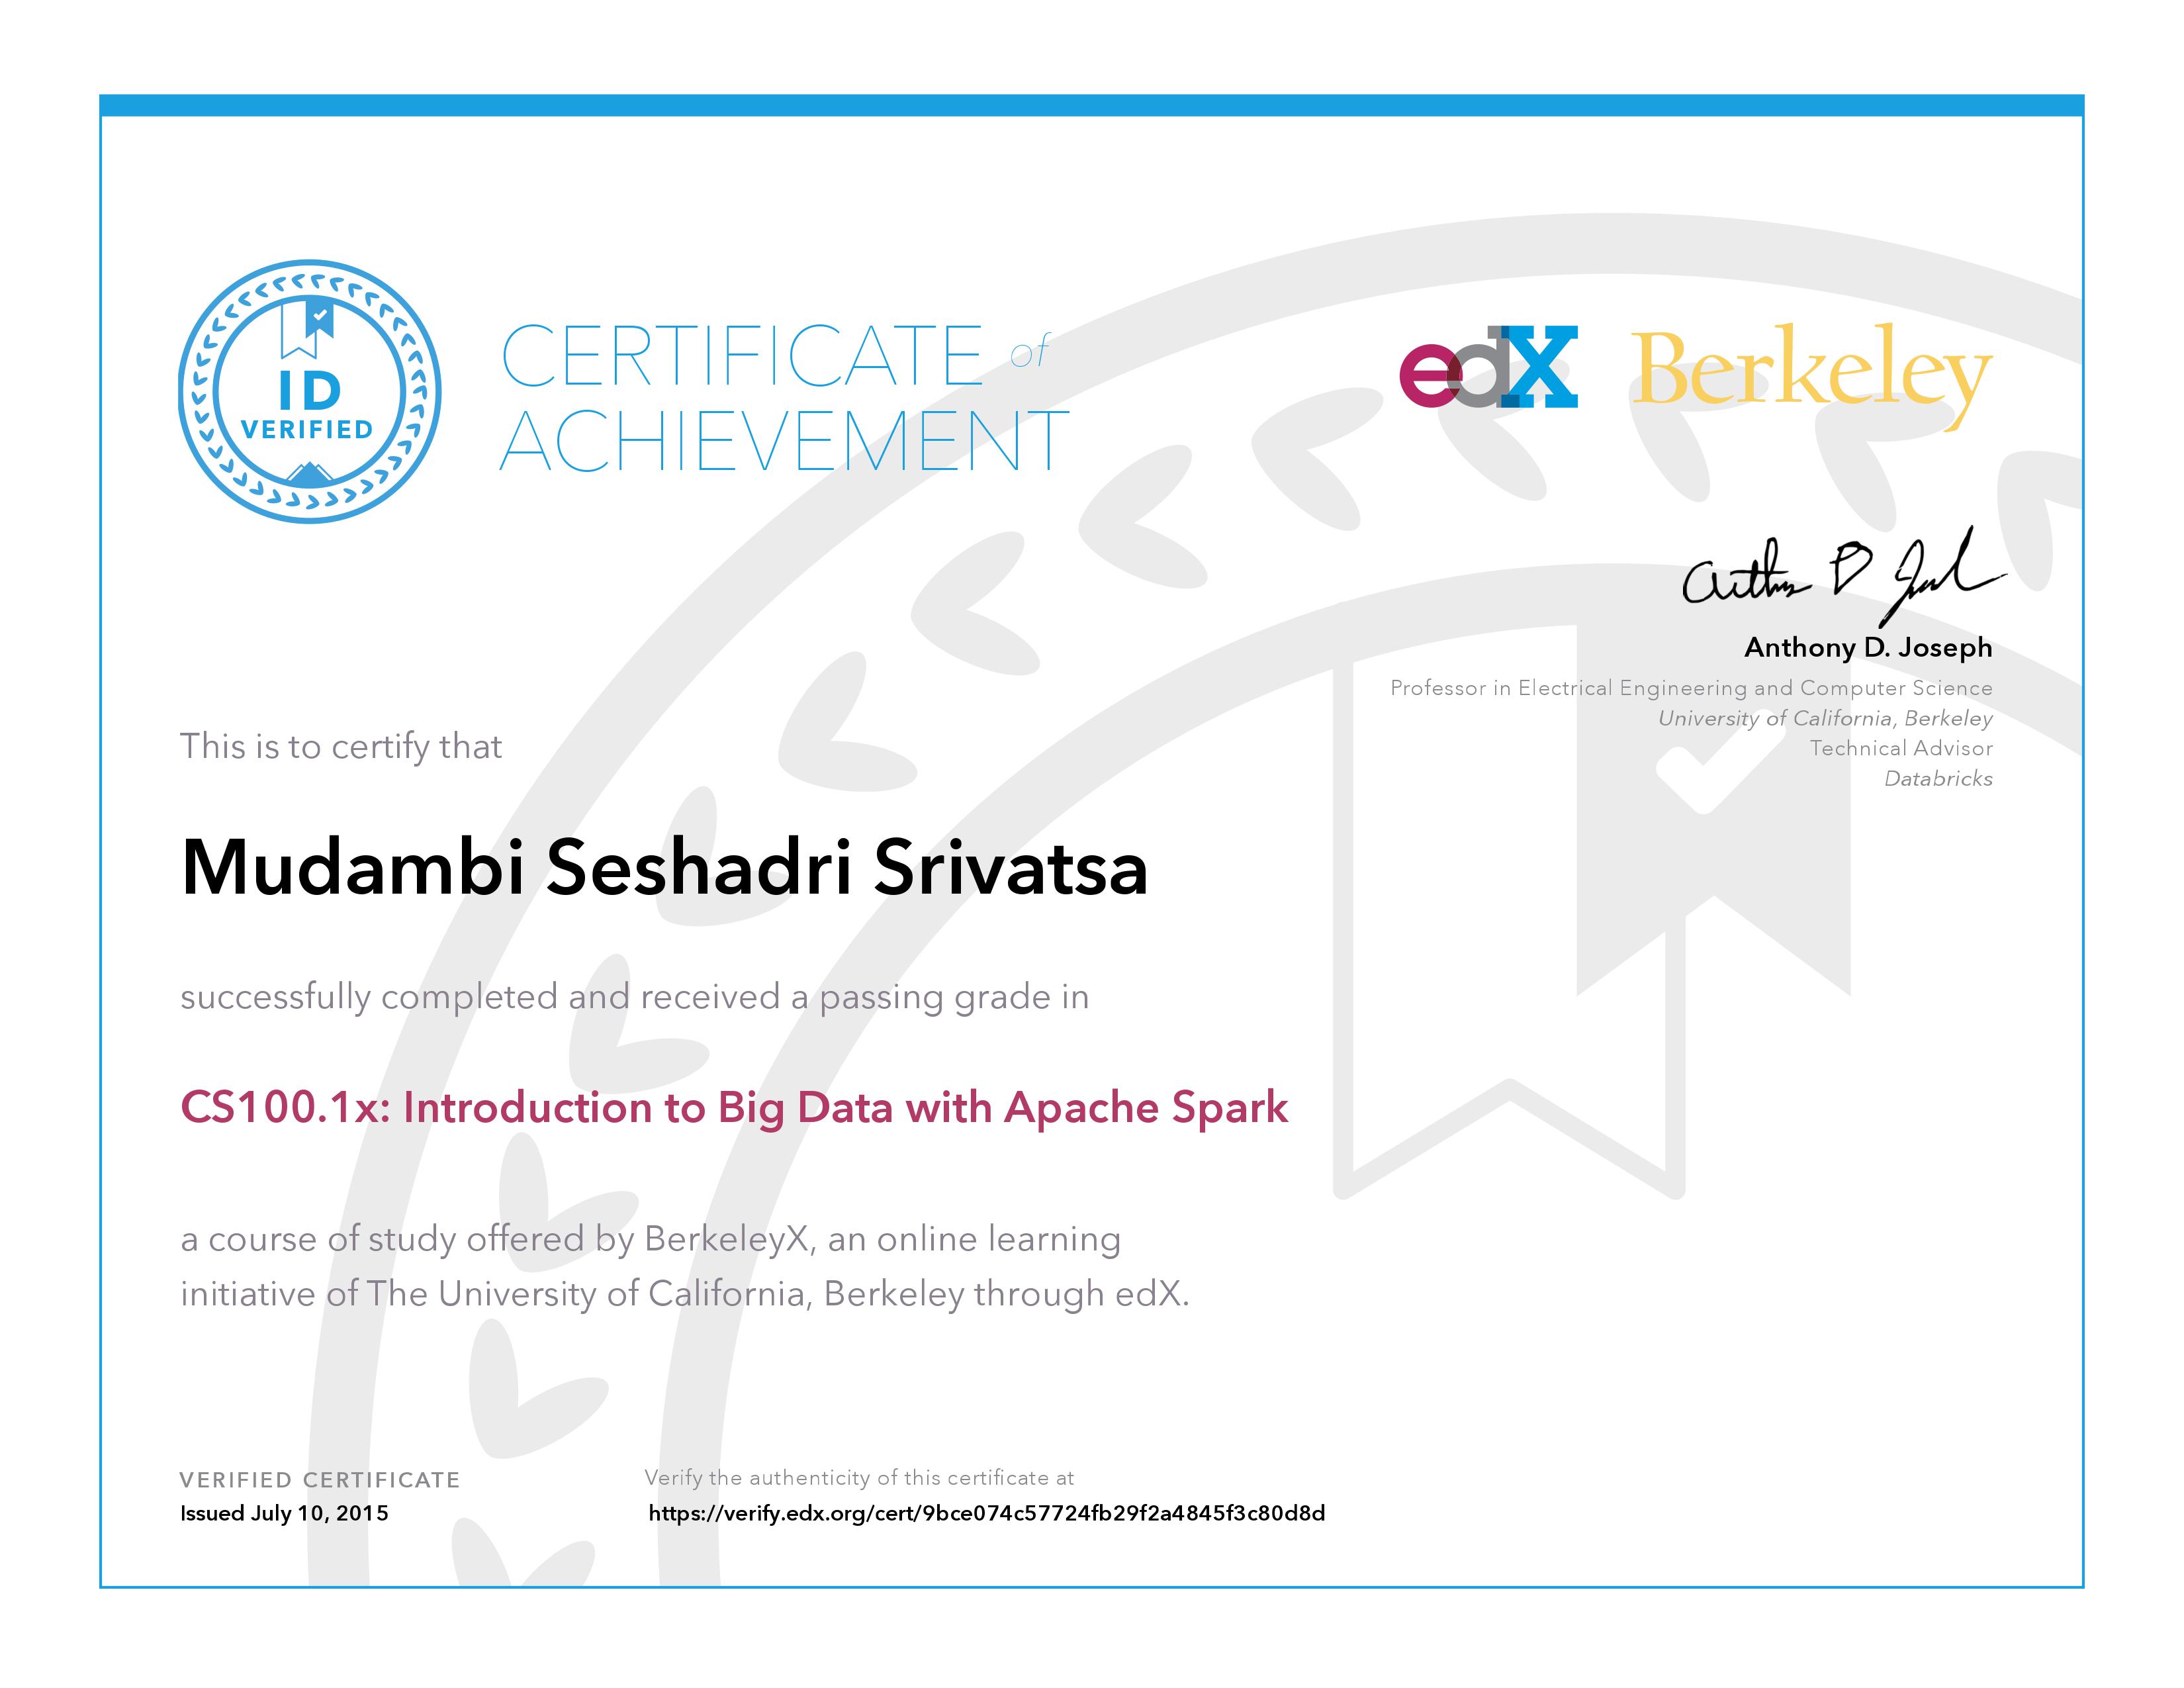 ID
VERIFIED
CERTIFICATE of
ACHIEVEMENT
edX Berkeley
Anthony D. Joseph
Professor in Electrical Engineering and Computer Science
University of California, Berkeley
Technical Advisor
Databricks
This is to certify that
Mudambi Seshadri Srivatsa
successfully completed and received a passing grade in
CS100.1x: Introduction to Big Data with Apache Spark
a course of study offered by BerkeleyX, an online learning
initiative of The University of California, Berkeley through edX.
VERIFIED CERTIFICATE
Issued July 10, 2015
Verify the authenticity of this certificate at
https://verify.edx.org/cert/9bce074c57724fb29f2a4845f3c80d8d